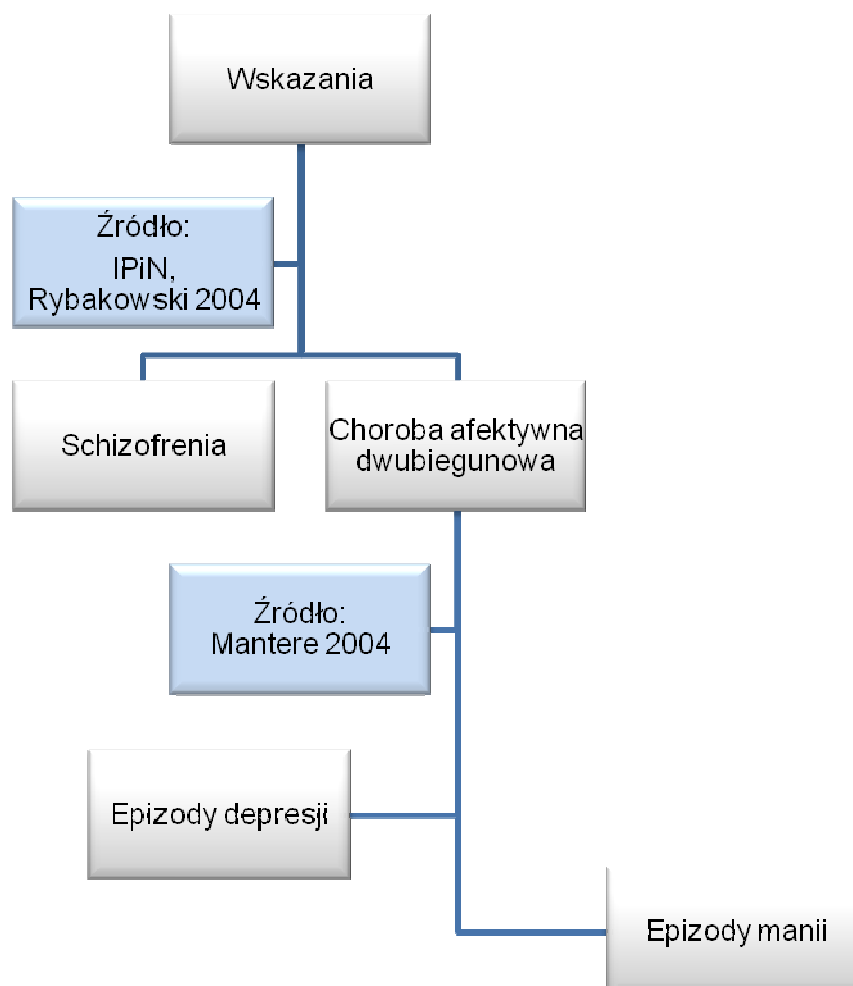 Wskazania
Źródło:
IPiN,
Rybakowski 2004
Schizofrenia
Choroba afektywna
dwubiegunowa
Źródło:
Mantere 2004
Epizody depresji
Epizody manii